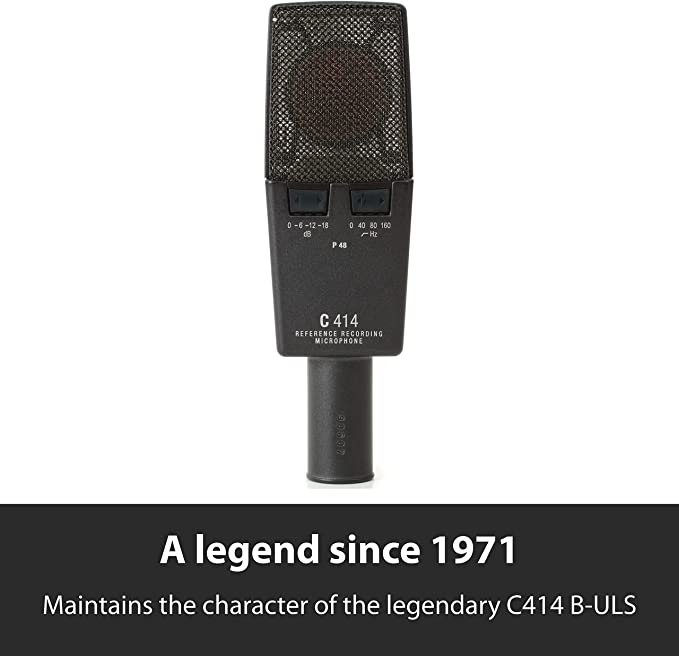 0 -6 -12 -18 0 40 80 160
dB Hz
P 48
C 414
REFERENCE RECORDING
MICROPHONE
A legend since 1971
Maintains the character of the legendary C414 B-ULS